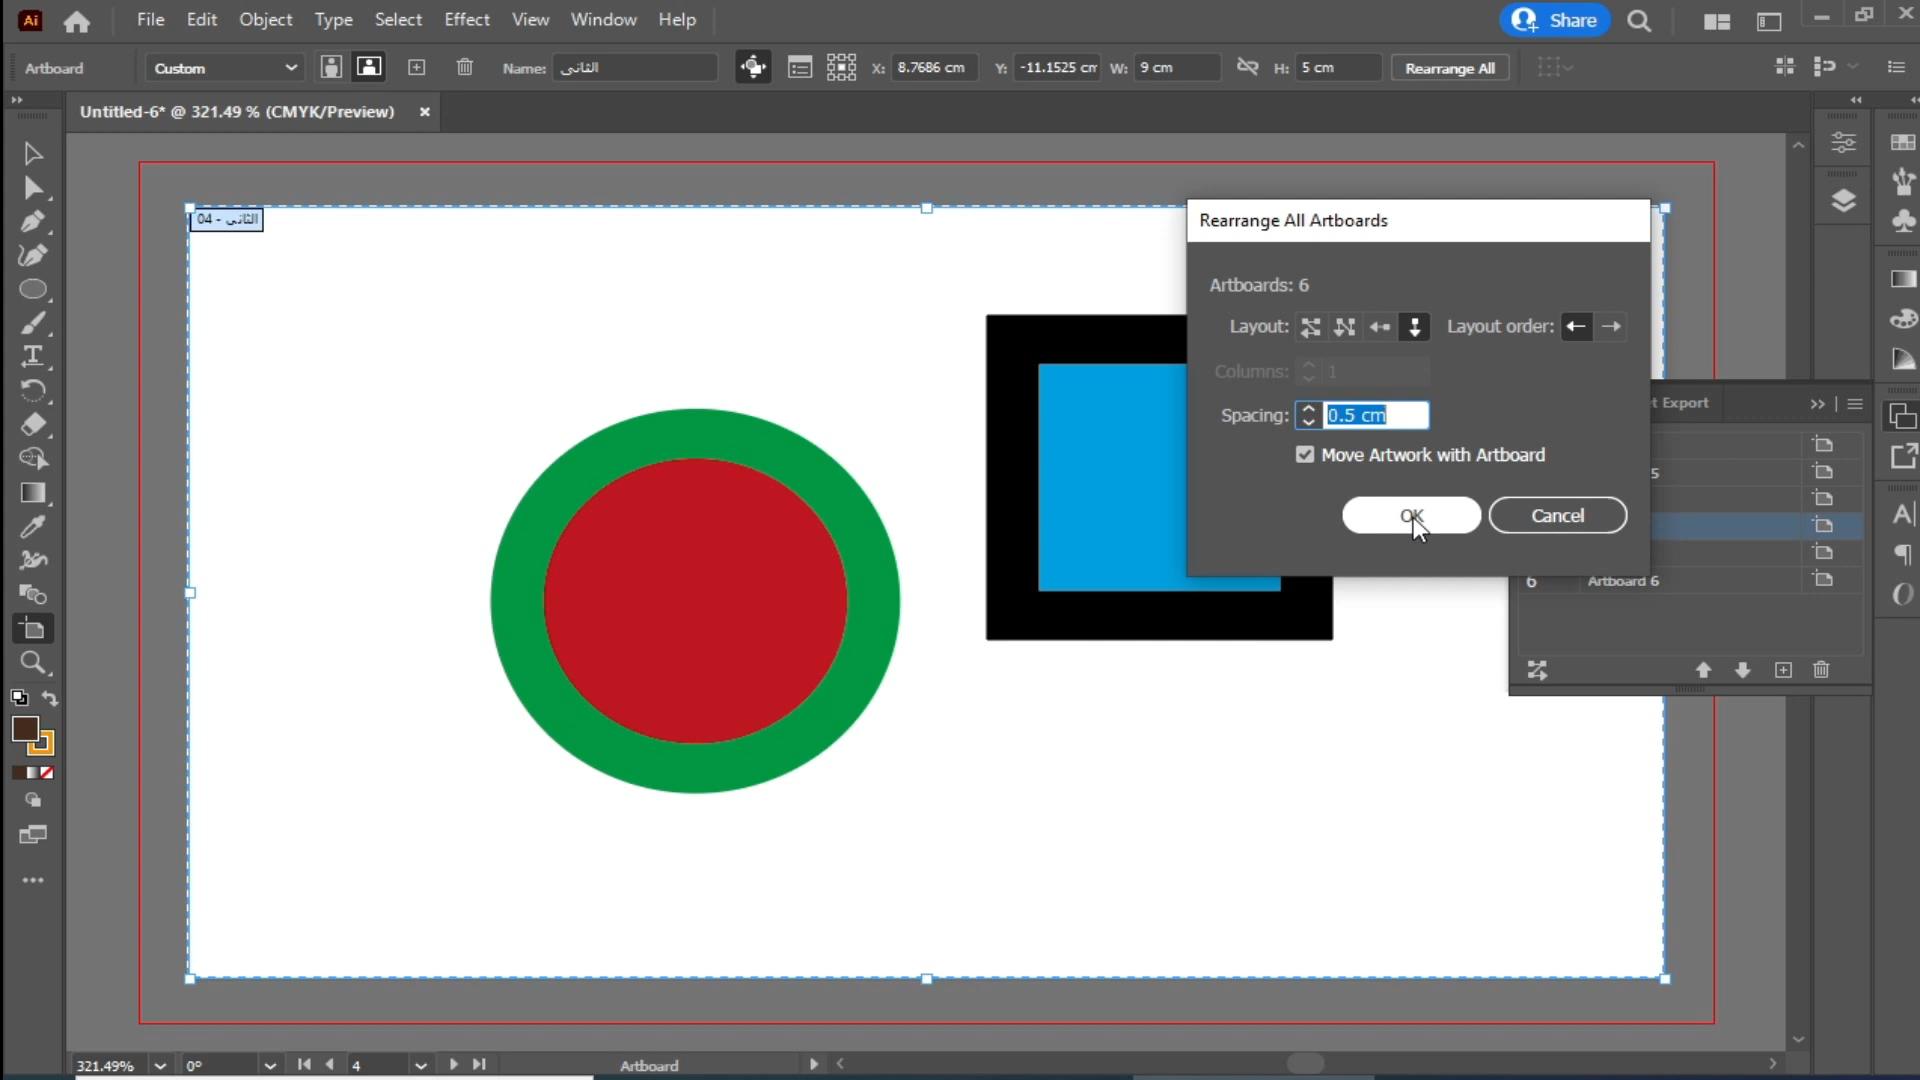 Ai File Edit Object Type Select Effect View Window Help Share
Artboard Custom Name: الثاني X: 8.7686 cm Y: -11.1525 cm W: 9 cm H: 5 cm Rearrange All
Untitled-6* @ 321.49 % (CMYK/Preview) ×
04 - الثاني
Rearrange All Artboards
Artboards: 6
Layout: Layout order:
Columns: 1
Spacing: 0.5 cm
t Export
Move Artwork with Artboard
5
OK Cancel
6 Artboard 6
321.49% 0° 4 Artboard